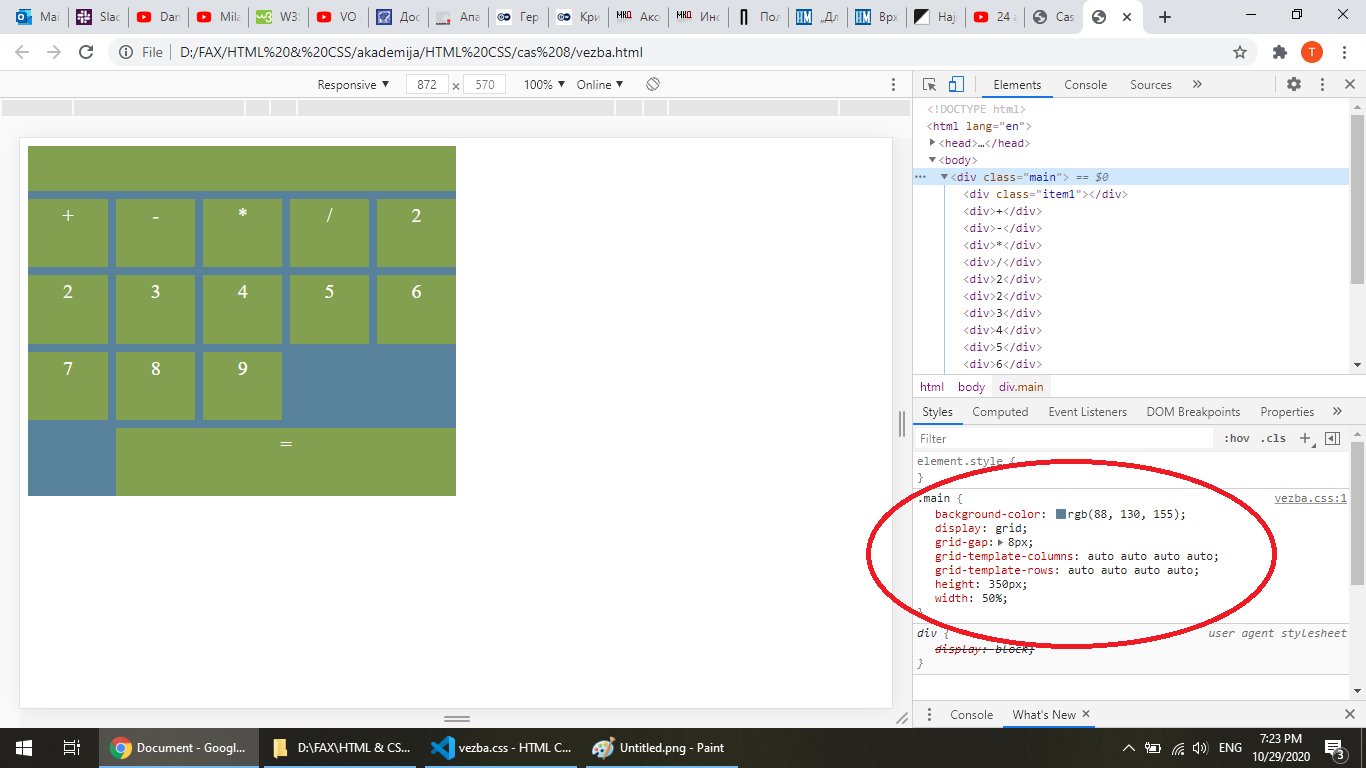 Mai
Slac
Dan
Mila
W3S
VO
Дос
Апа
Гер
Кри
МКД Акс
МКД Инс
Пол
НМ „Дл
НМ Врх
Најч
24 а
Cas
File | D:/FAX/HTML%20&%20CSS/akademija/HTML%20CSS/cas%208/vezba.html
T
Responsive ▼ 872 x 570 100% ▼ Online ▼
Elements Console Sources »
<!DOCTYPE html>
<html lang="en">
<head>…</head>
<body>
<div class="main"> == $0
<div class="item1"></div>
<div>+</div>
<div>-</div>
<div>*</div>
<div>/</div>
<div>2</div>
<div>2</div>
<div>3</div>
<div>4</div>
<div>5</div>
<div>6</div>
+ - * / 2
2 3 4 5 6
7 8 9
=
html body div.main
Styles Computed Event Listeners DOM Breakpoints Properties »
Filter :hov .cls +
element.style {
}
.main { vezba.css:1
background-color: rgb(88, 130, 155);
display: grid;
grid-gap: 8px;
grid-template-columns: auto auto auto auto;
grid-template-rows: auto auto auto auto;
height: 350px;
width: 50%;
}
div { user agent stylesheet
display: block;
}
Console What's New
Document - Googl...
D:\FAX\HTML & CS...
vezba.css - HTML C...
Untitled.png - Paint
ENG
7:23 PM
10/29/2020
3